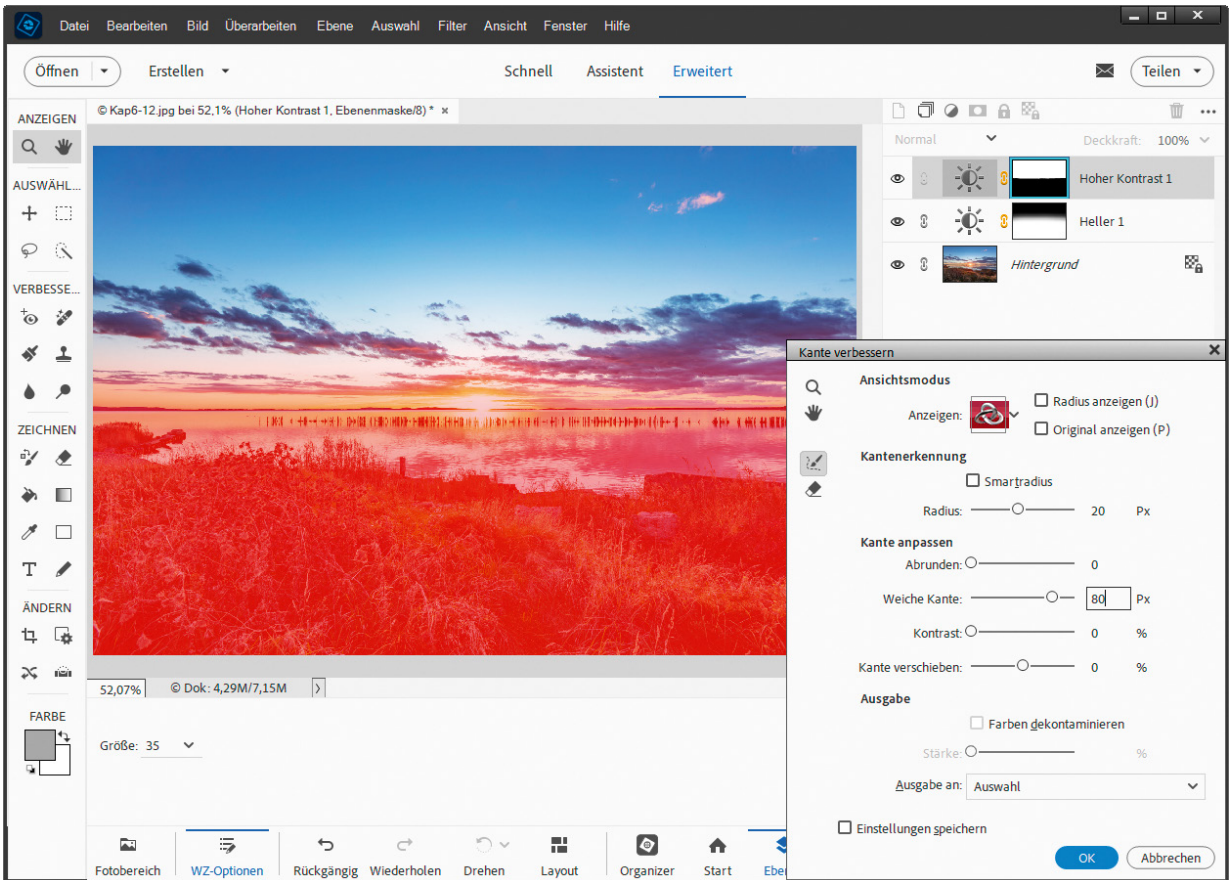 Datei Bearbeiten Bild Überarbeiten Ebene Auswahl Filter Ansicht Fenster Hilfe
Öffnen Erstellen Schnell Assistent Erweitert Teilen
ANZEIGEN
© Kap6-12.jpg bei 52,1% (Hoher Kontrast 1, Ebenenmaske/8) * ×
Normal Deckkraft: 100%
AUSWÄHL...
Hoher Kontrast 1
Heller 1
Hintergrund
VERBESSE...
ZEICHNEN
T
ÄNDERN
FARBE
Kante verbessern
Ansichtsmodus
Anzeigen:
Radius anzeigen (J)
Original anzeigen (P)
Kantenerkennung
Smartradius
Radius: 20 Px
Kante anpassen
Abrunden: 0
Weiche Kante: 80 Px
Kontrast: 0 %
Kante verschieben: 0 %
Ausgabe
Farben dekontaminieren
Stärke: %
Ausgabe an: Auswahl
Einstellungen speichern
OK Abbrechen
52,07% © Dok: 4,29M/7,15M
Größe: 35
Fotobereich WZ-Optionen Rückgängig Wiederholen Drehen Layout Organizer Start Eber